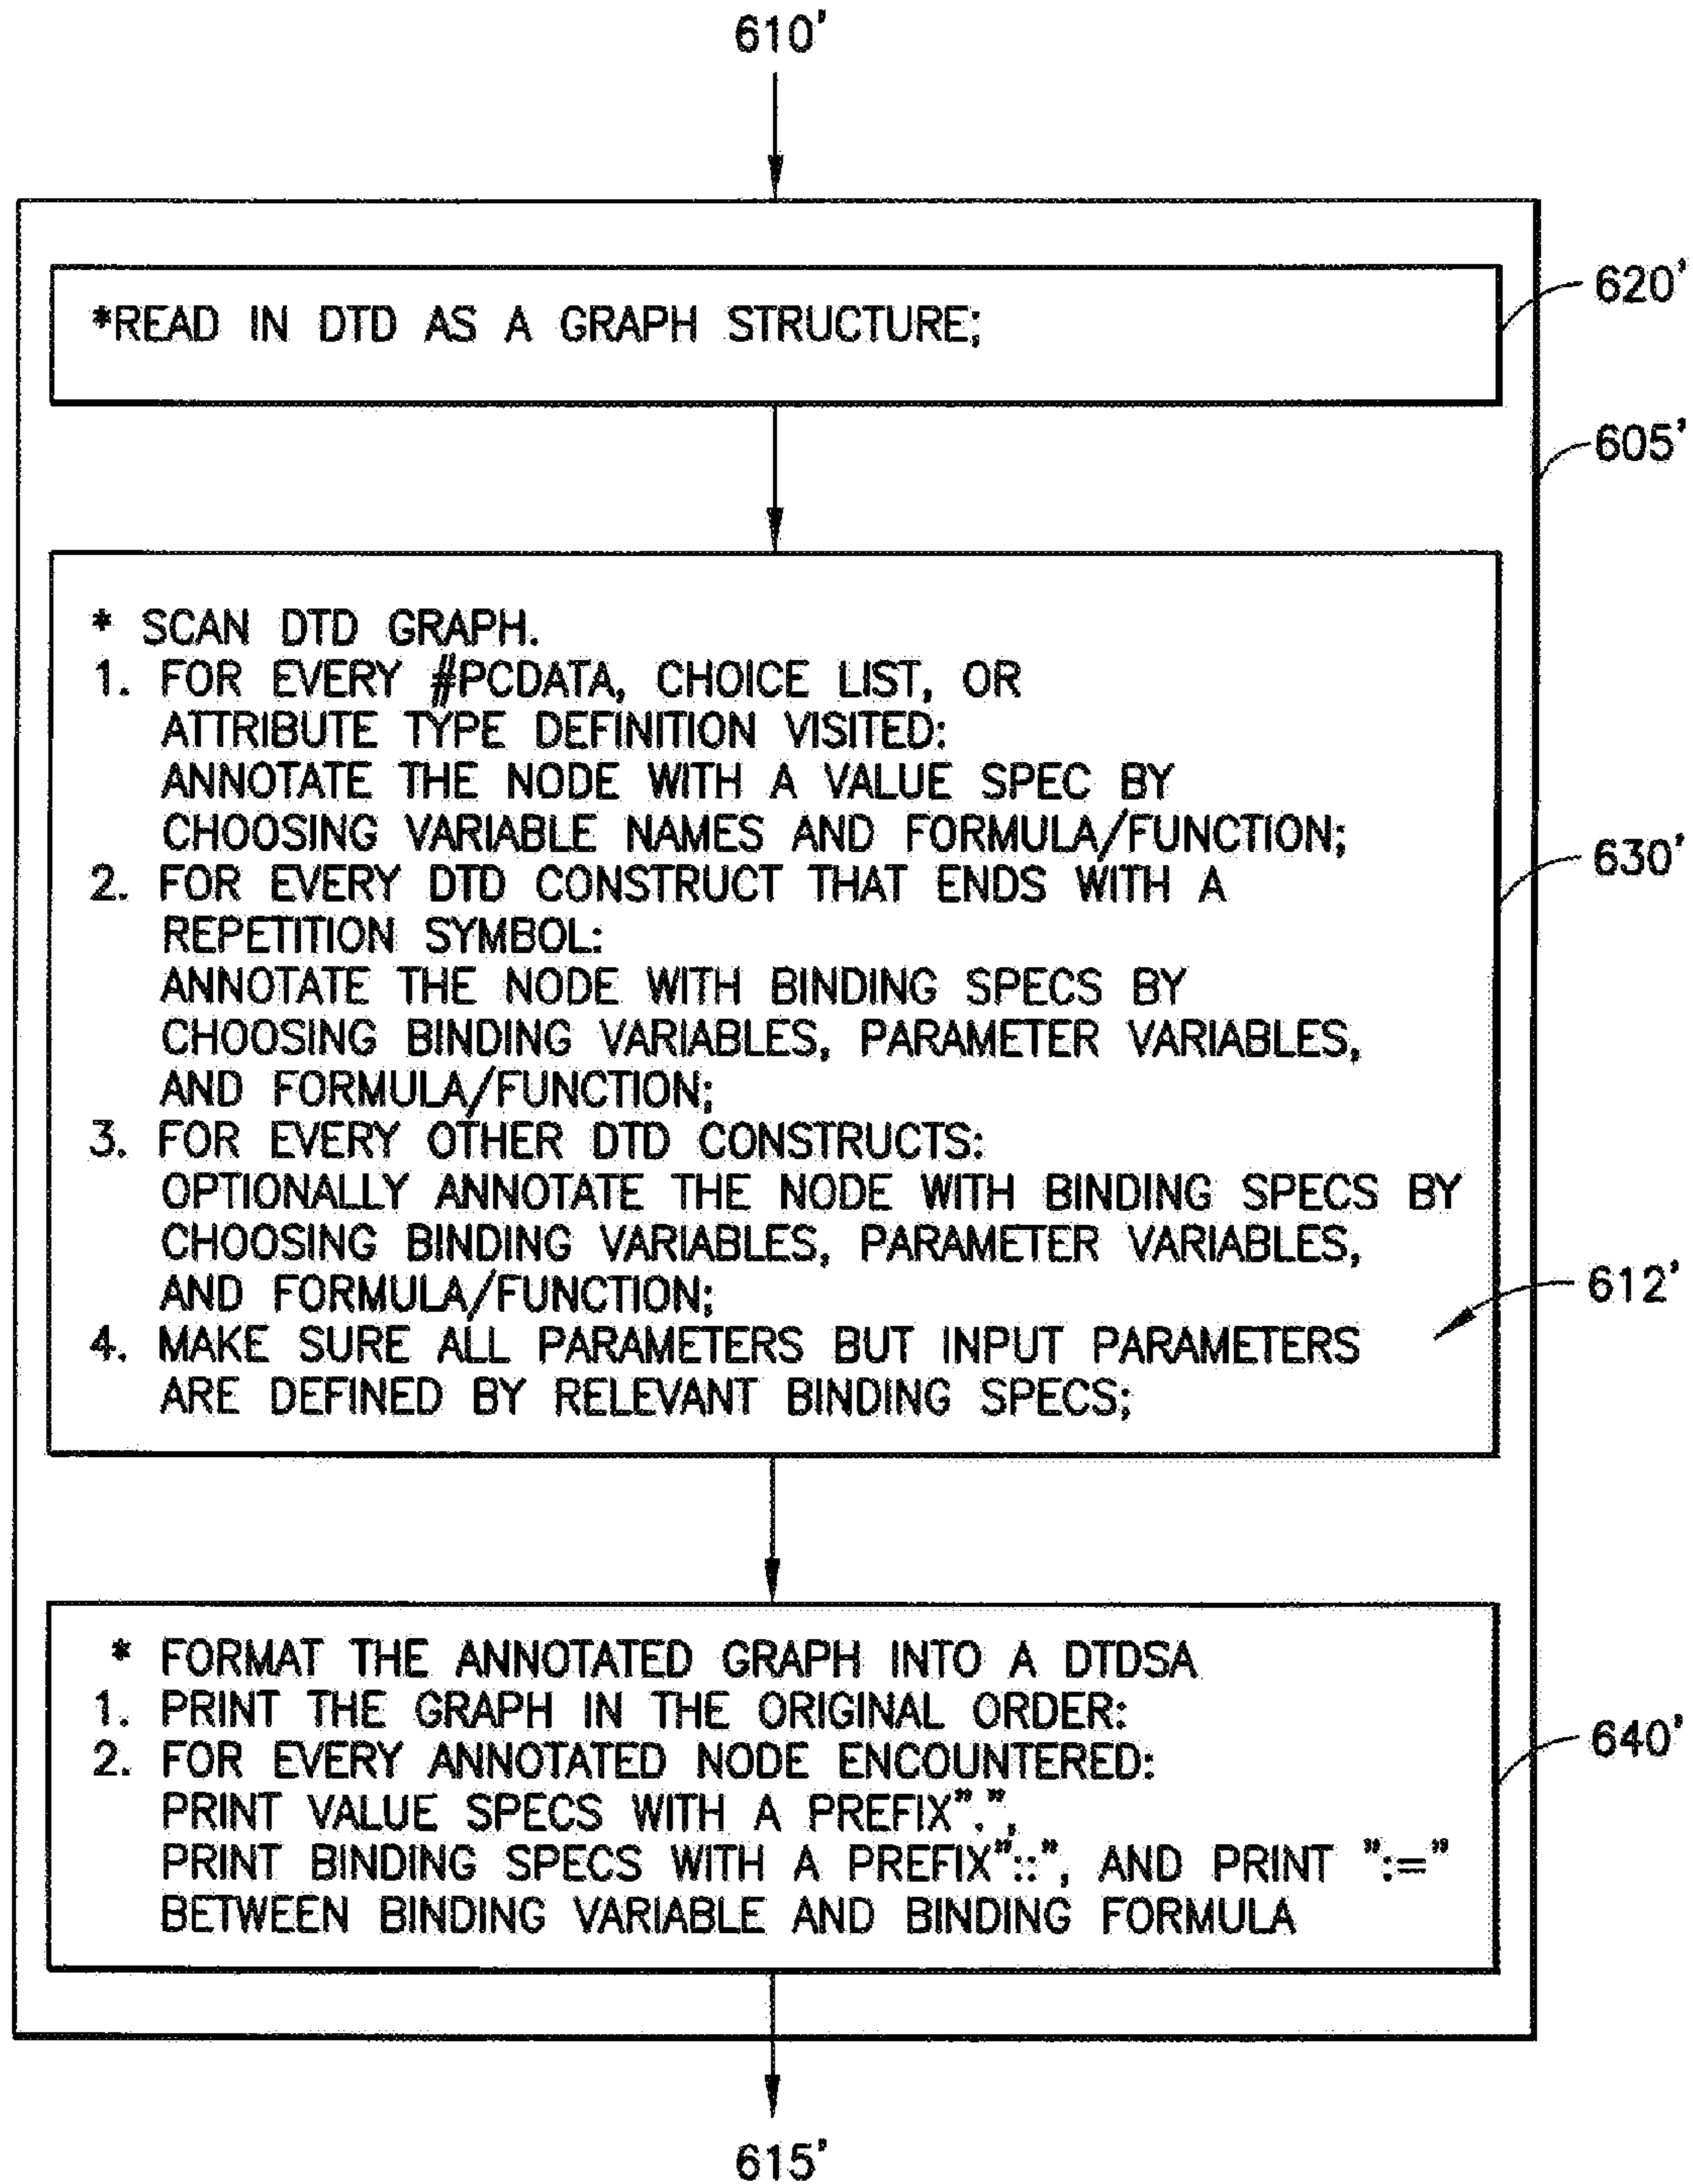 610'
*READ IN DTD AS A GRAPH STRUCTURE;
620'
605'
* SCAN DTD GRAPH.
1. FOR EVERY #PCDATA, CHOICE LIST, OR
ATTRIBUTE TYPE DEFINITION VISITED:
ANNOTATE THE NODE WITH A VALUE SPEC BY
CHOOSING VARIABLE NAMES AND FORMULA/FUNCTION;
2. FOR EVERY DTD CONSTRUCT THAT ENDS WITH A
REPETITION SYMBOL:
ANNOTATE THE NODE WITH BINDING SPECS BY
CHOOSING BINDING VARIABLES, PARAMETER VARIABLES,
AND FORMULA/FUNCTION;
3. FOR EVERY OTHER DTD CONSTRUCTS:
OPTIONALLY ANNOTATE THE NODE WITH BINDING SPECS BY
CHOOSING BINDING VARIABLES, PARAMETER VARIABLES,
AND FORMULA/FUNCTION;
4. MAKE SURE ALL PARAMETERS BUT INPUT PARAMETERS
ARE DEFINED BY RELEVANT BINDING SPECS;
630'
612'
* FORMAT THE ANNOTATED GRAPH INTO A DTDSA
1. PRINT THE GRAPH IN THE ORIGINAL ORDER:
2. FOR EVERY ANNOTATED NODE ENCOUNTERED:
PRINT VALUE SPECS WITH A PREFIX":",
PRINT BINDING SPECS WITH A PREFIX"::", AND PRINT ":="
BETWEEN BINDING VARIABLE AND BINDING FORMULA
640'
615'